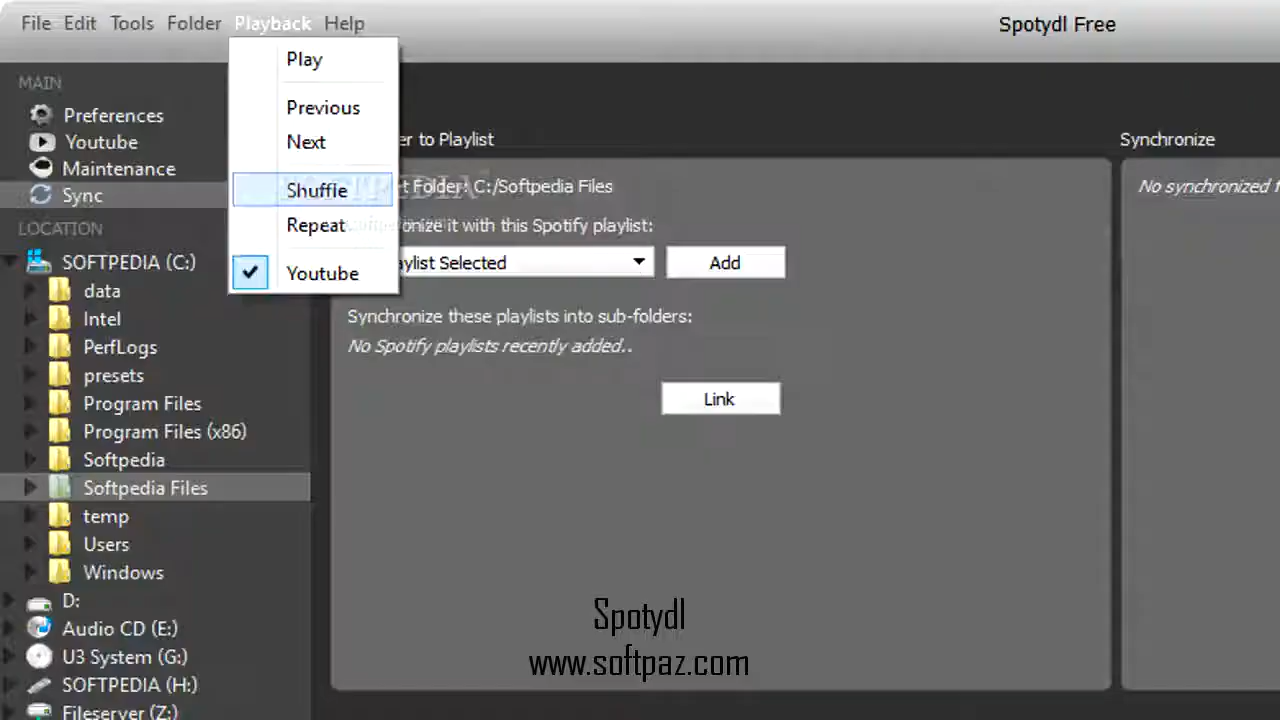 File Edit Tools Folder Playback Help
Spotydl Free
MAIN
Preferences
Youtube
Maintenance
Sync
LOCATION
SOFTPEDIA (C:)
data
Intel
PerfLogs
presets
Program Files
Program Files (x86)
Softpedia
Softpedia Files
temp
Users
Windows
D:
Audio CD (E:)
U3 System (G:)
SOFTPEDIA (H:)
Fileserver (Z:)
Play
Previous
Next
Shuffle
Repeat
Youtube
to Playlist
Folder: C:/Softpedia Files
it with this Spotify playlist:
Selected
Add
Synchronize these playlists into sub-folders:
No Spotify playlists recently added..
Link
Synchronize
No synchronized
Spotydl
www.softpaz.com